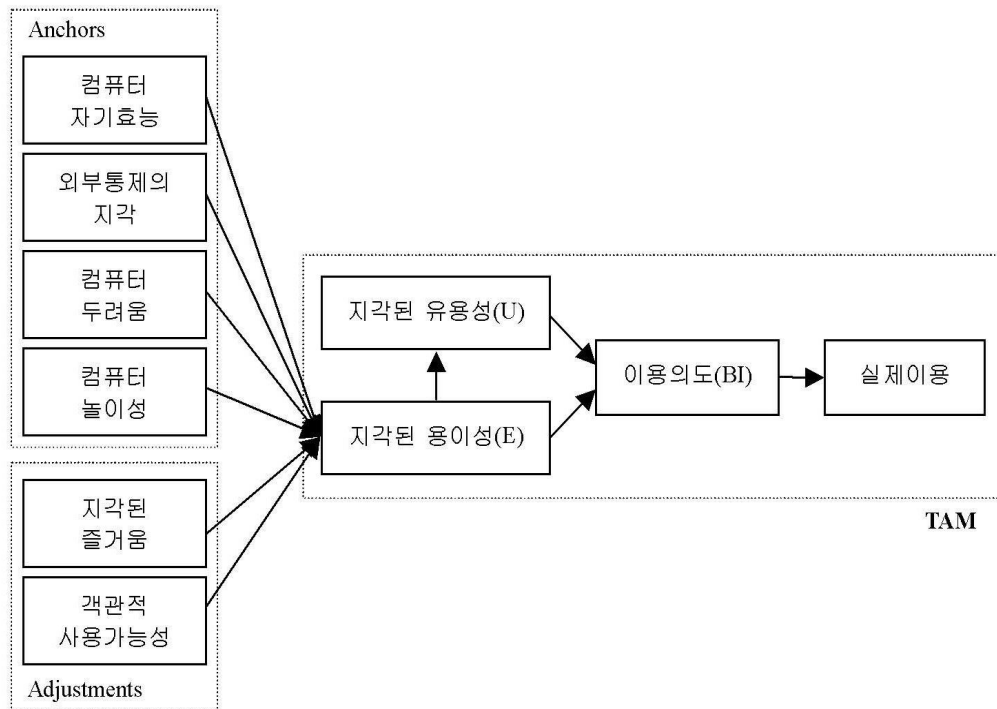 Anchors
컴퓨터
자기효능
외부통제의
지각
컴퓨터
두려움
컴퓨터
놀이성
지각된
즐거움
객관적
사용가능성
Adjustments
지각된 유용성(U)
지각된 용이성(E)
이용의도(BI)
실제이용
TAM